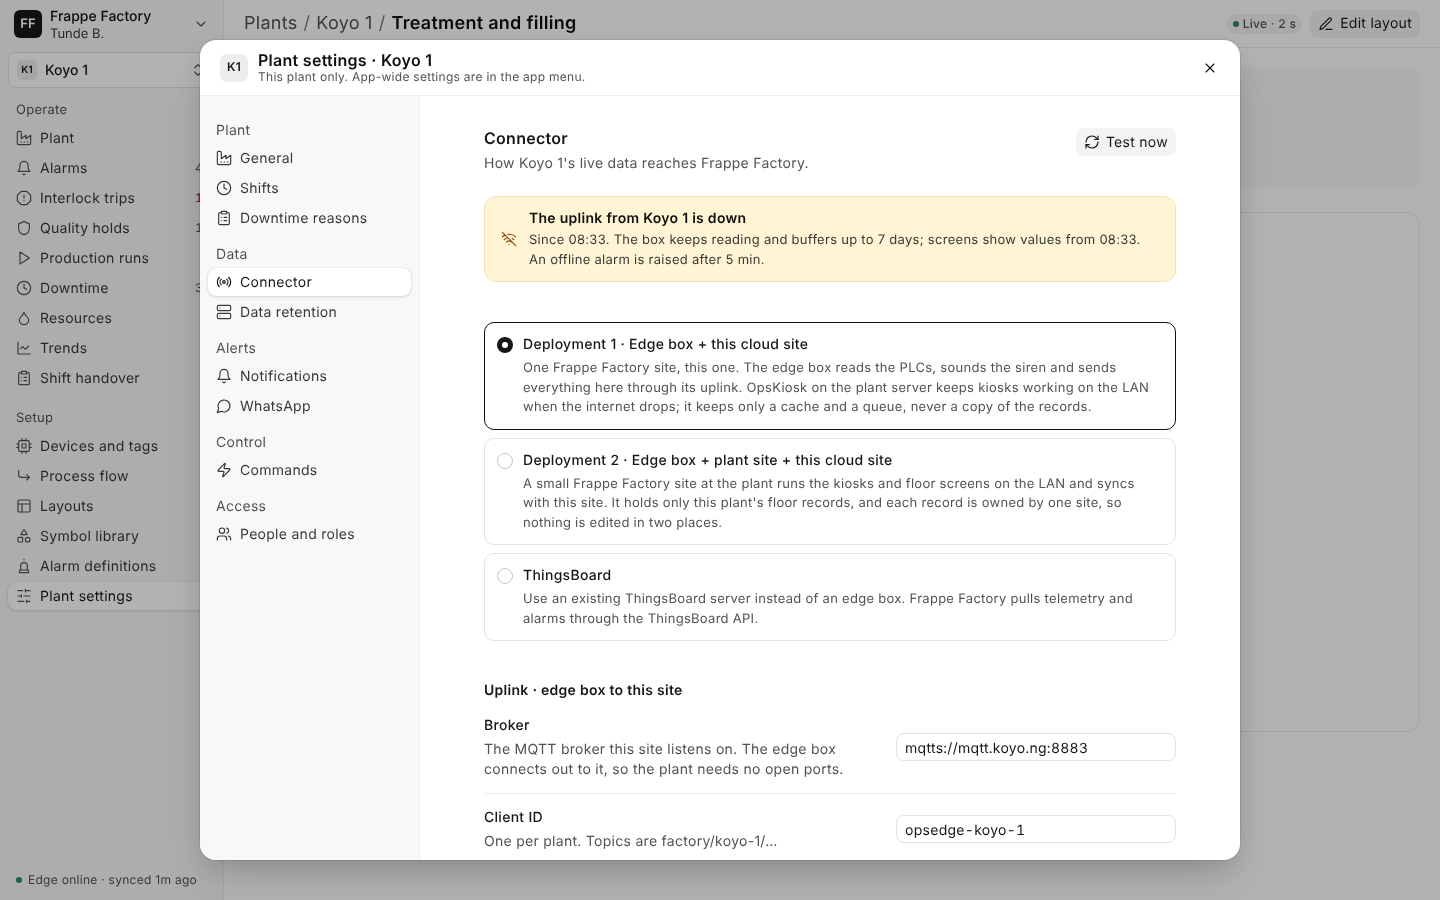 FF
Frappe Factory
Tunde B.
Plants / Koyo 1 / Treatment and filling
Live · 2 s
Edit layout
K1 Koyo 1
Operate
Plant
Alarms
Interlock trips
Quality holds
Production runs
Downtime
Resources
Trends
Shift handover
Setup
Devices and tags
Process flow
Layouts
Symbol library
Alarm definitions
Plant settings
Edge online · synced 1m ago
K1
Plant settings · Koyo 1
This plant only. App-wide settings are in the app menu.
Plant
General
Shifts
Downtime reasons
Data
Connector
Data retention
Alerts
Notifications
WhatsApp
Control
Commands
Access
People and roles
Connector
How Koyo 1's live data reaches Frappe Factory.
Test now
The uplink from Koyo 1 is down
Since 08:33. The box keeps reading and buffers up to 7 days; screens show values from 08:33.
An offline alarm is raised after 5 min.
Deployment 1 · Edge box + this cloud site
One Frappe Factory site, this one. The edge box reads the PLCs, sounds the siren and sends
everything here through its uplink. OpsKiosk on the plant server keeps kiosks working on the LAN
when the internet drops; it keeps only a cache and a queue, never a copy of the records.
Deployment 2 · Edge box + plant site + this cloud site
A small Frappe Factory site at the plant runs the kiosks and floor screens on the LAN and syncs
with this site. It holds only this plant's floor records, and each record is owned by one site, so
nothing is edited in two places.
ThingsBoard
Use an existing ThingsBoard server instead of an edge box. Frappe Factory pulls telemetry and
alarms through the ThingsBoard API.
Uplink · edge box to this site
Broker
The MQTT broker this site listens on. The edge box
connects out to it, so the plant needs no open ports.
mqtts://mqtt.koyo.ng:8883
Client ID
One per plant. Topics are factory/koyo-1/...
opsedge-koyo-1